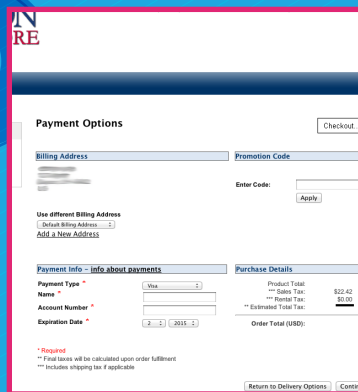 ON
RE
Payment Options
Checkout..
Billing Address
Promotion Code
Enter Code:
Apply
Use different Billing Address
Default Billing Address
Add a New Address
Payment Info – info about payments
Purchase Details
Payment Type *
Visa
Name *
Account Number *
Expiration Date *
2
2015
Product Total:
*** Sales Tax: $22.42
*** Rental Tax: $0.00
** Estimated Total Tax:
Order Total (USD):
* Required
** Final taxes will be calculated upon order fulfillment
*** Includes shipping tax if applicable
Return to Delivery Options
Contin